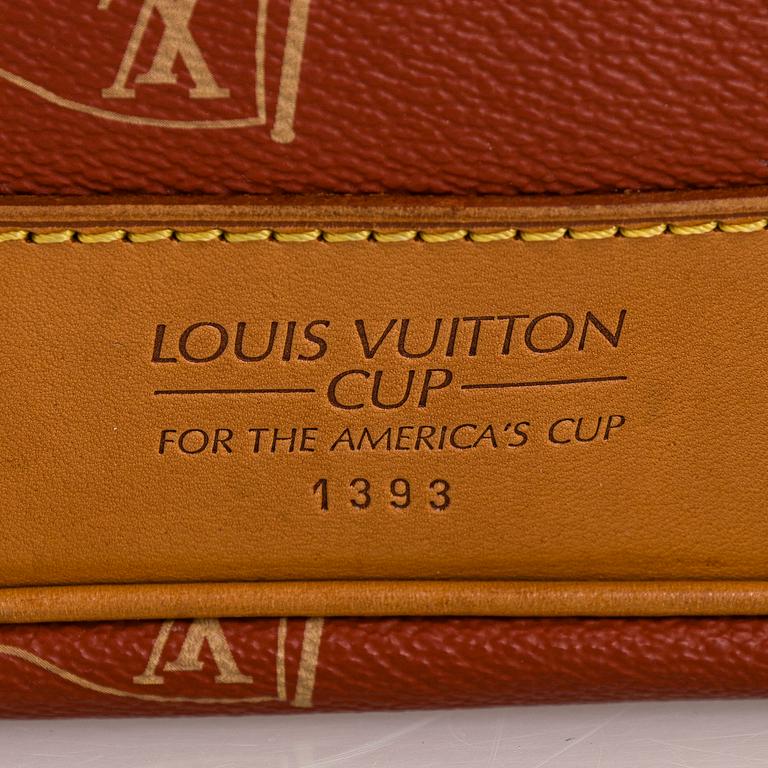 LOUIS VUITTON
CUP
FOR THE AMERICA'S CUP
1393